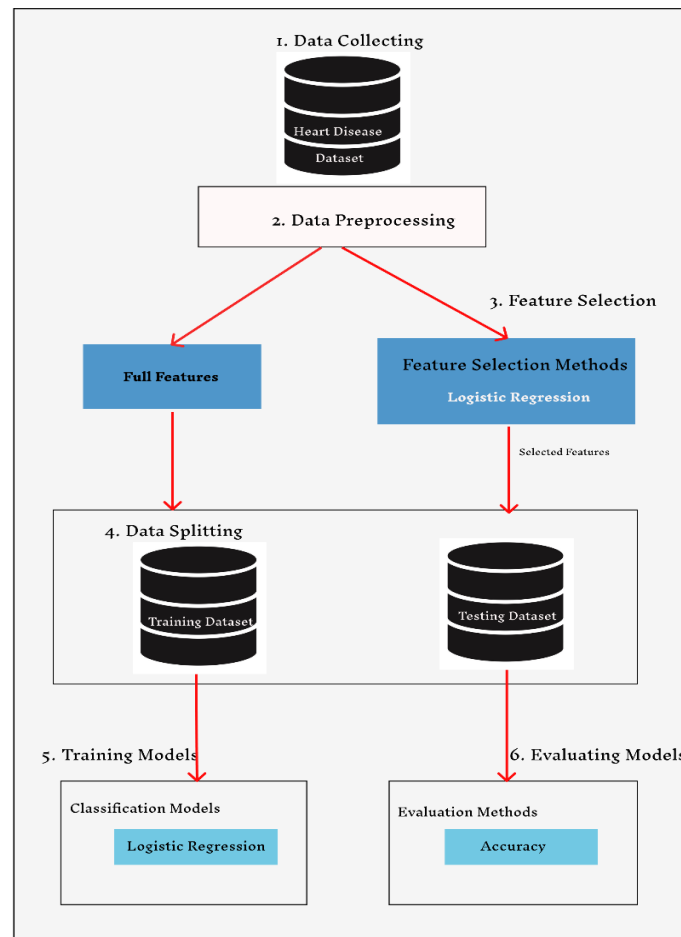 1. Data Collecting
Heart Disease
Dataset
2. Data Preprocessing
3. Feature Selection
Full Features
Feature Selection Methods
Logistic Regression
Selected Features
4. Data Splitting
Training Dataset
Testing Dataset
5. Training Models
6. Evaluating Models
Classification Models
Logistic Regression
Evaluation Methods
Accuracy